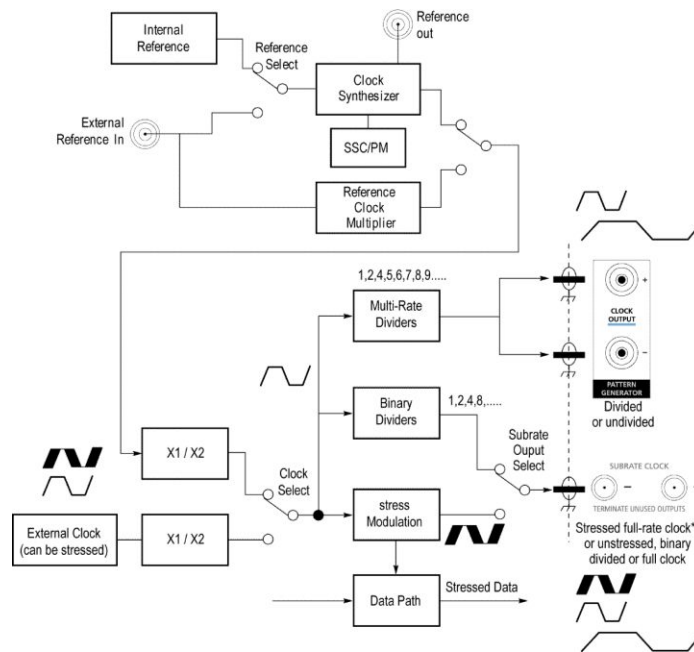 Internal
Reference
Reference
Select
Reference
out
Clock
Synthesizer
External
Reference In
SSC/PM
Reference
Clock
Multiplier
1,2,4,5,6,7,8,9.....
Multi-Rate
Dividers
+
CLOCK
OUTPUT
−
PATTERN
GENERATOR
Divided
or undivided
Binary
Dividers
1,2,4,8,.....
Subrate
Ouput
Select
X1 / X2
Clock
Select
SUBRATE CLOCK
−
−
TERMINATE UNUSED OUTPUTS
stress
Modulation
External Clock
(can be stressed)
X1 / X2
Stressed full-rate clock*
or unstressed, binary
divided or full clock
Data Path
Stressed Data